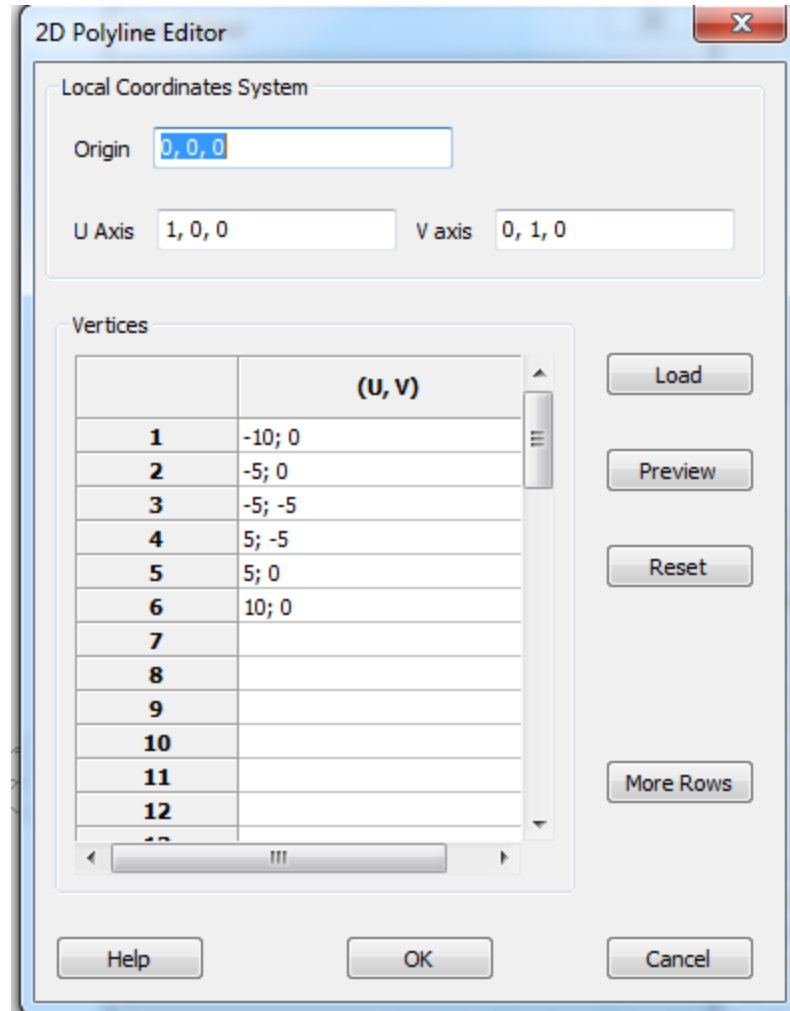 2D Polyline Editor
Local Coordinates System
Origin 0, 0, 0
U Axis 1, 0, 0 V axis 0, 1, 0
Vertices
(U, V)
Load
1 -10; 0
2 -5; 0
Preview
3 -5; -5
4 5; -5
5 5; 0
Reset
6 10; 0
7
8
9
10
11
More Rows
12
Help OK Cancel